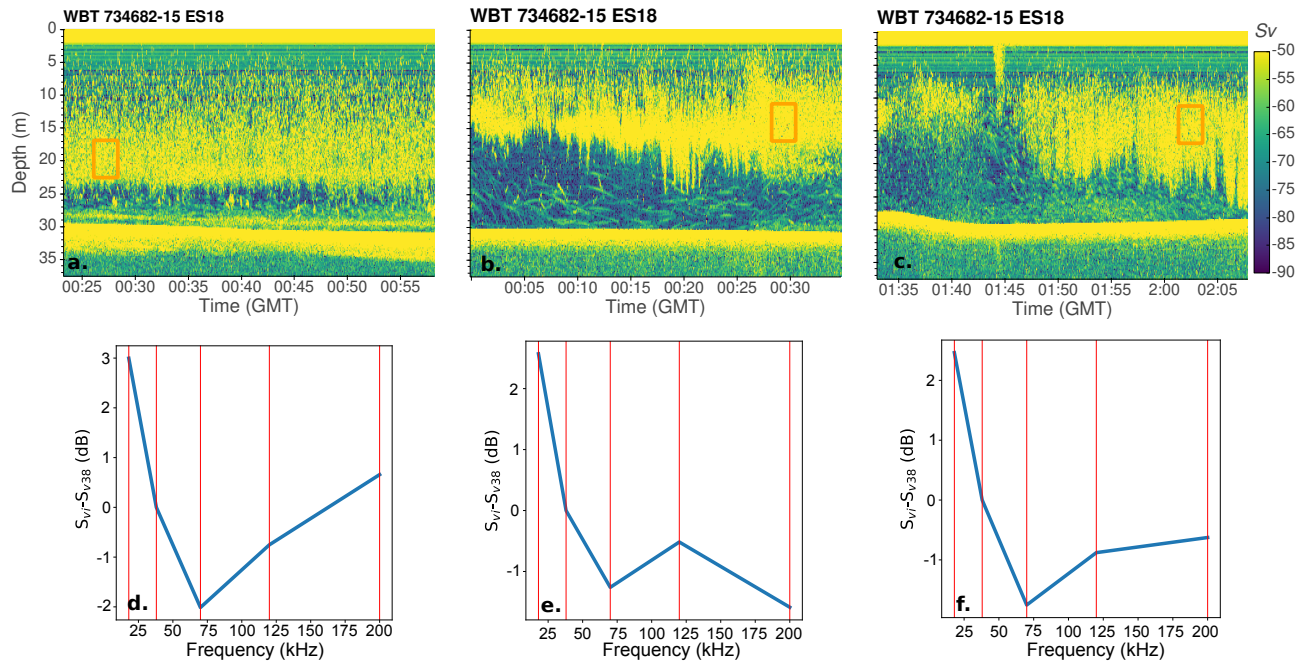 WBT 734682-15 ES18
WBT 734682-15 ES18
WBT 734682-15 ES18
Sv
0
5
10
15
20
25
30
35
Depth (m)
a.
b.
c.
-50
-55
-60
-65
-70
-75
-80
-85
-90
00:25 00:30 00:35 00:40 00:45 00:50 00:55
Time (GMT)
00:05 00:10 00:15 00:20 00:25 00:30
Time (GMT)
01:35 01:40 01:45 01:50 01:55 2:00 02:05
Time (GMT)
3
2
1
0
-1
-2
Svi-Sv38 (dB)
d.
25 50 75 100 125 150 175 200
Frequency (kHz)
2
1
0
-1
Svi-Sv38 (dB)
e.
25 50 75 100 125 150 175 200
Frequency (kHz)
2
1
0
-1
Svi-Sv38 (dB)
f.
25 50 75 100 125 150 175 200
Frequency (kHz)